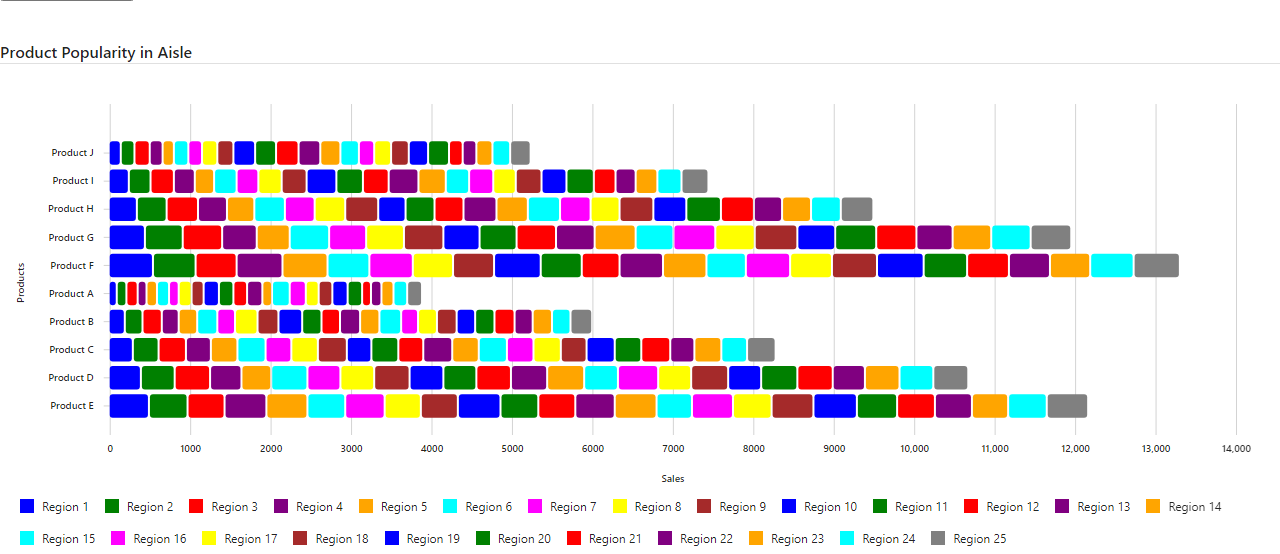 Product Popularity in Aisle
Product J
Product I
Product H
Product G
Product F
Product A
Product B
Product C
Product D
Product E
Products
0 1000 2000 3000 4000 5000 6000 7000 8000 9000 10,000 11,000 12,000 13,000 14,000
Sales
Region 1 Region 2 Region 3 Region 4 Region 5 Region 6 Region 7 Region 8 Region 9 Region 10 Region 11 Region 12 Region 13 Region 14
Region 15 Region 16 Region 17 Region 18 Region 19 Region 20 Region 21 Region 22 Region 23 Region 24 Region 25